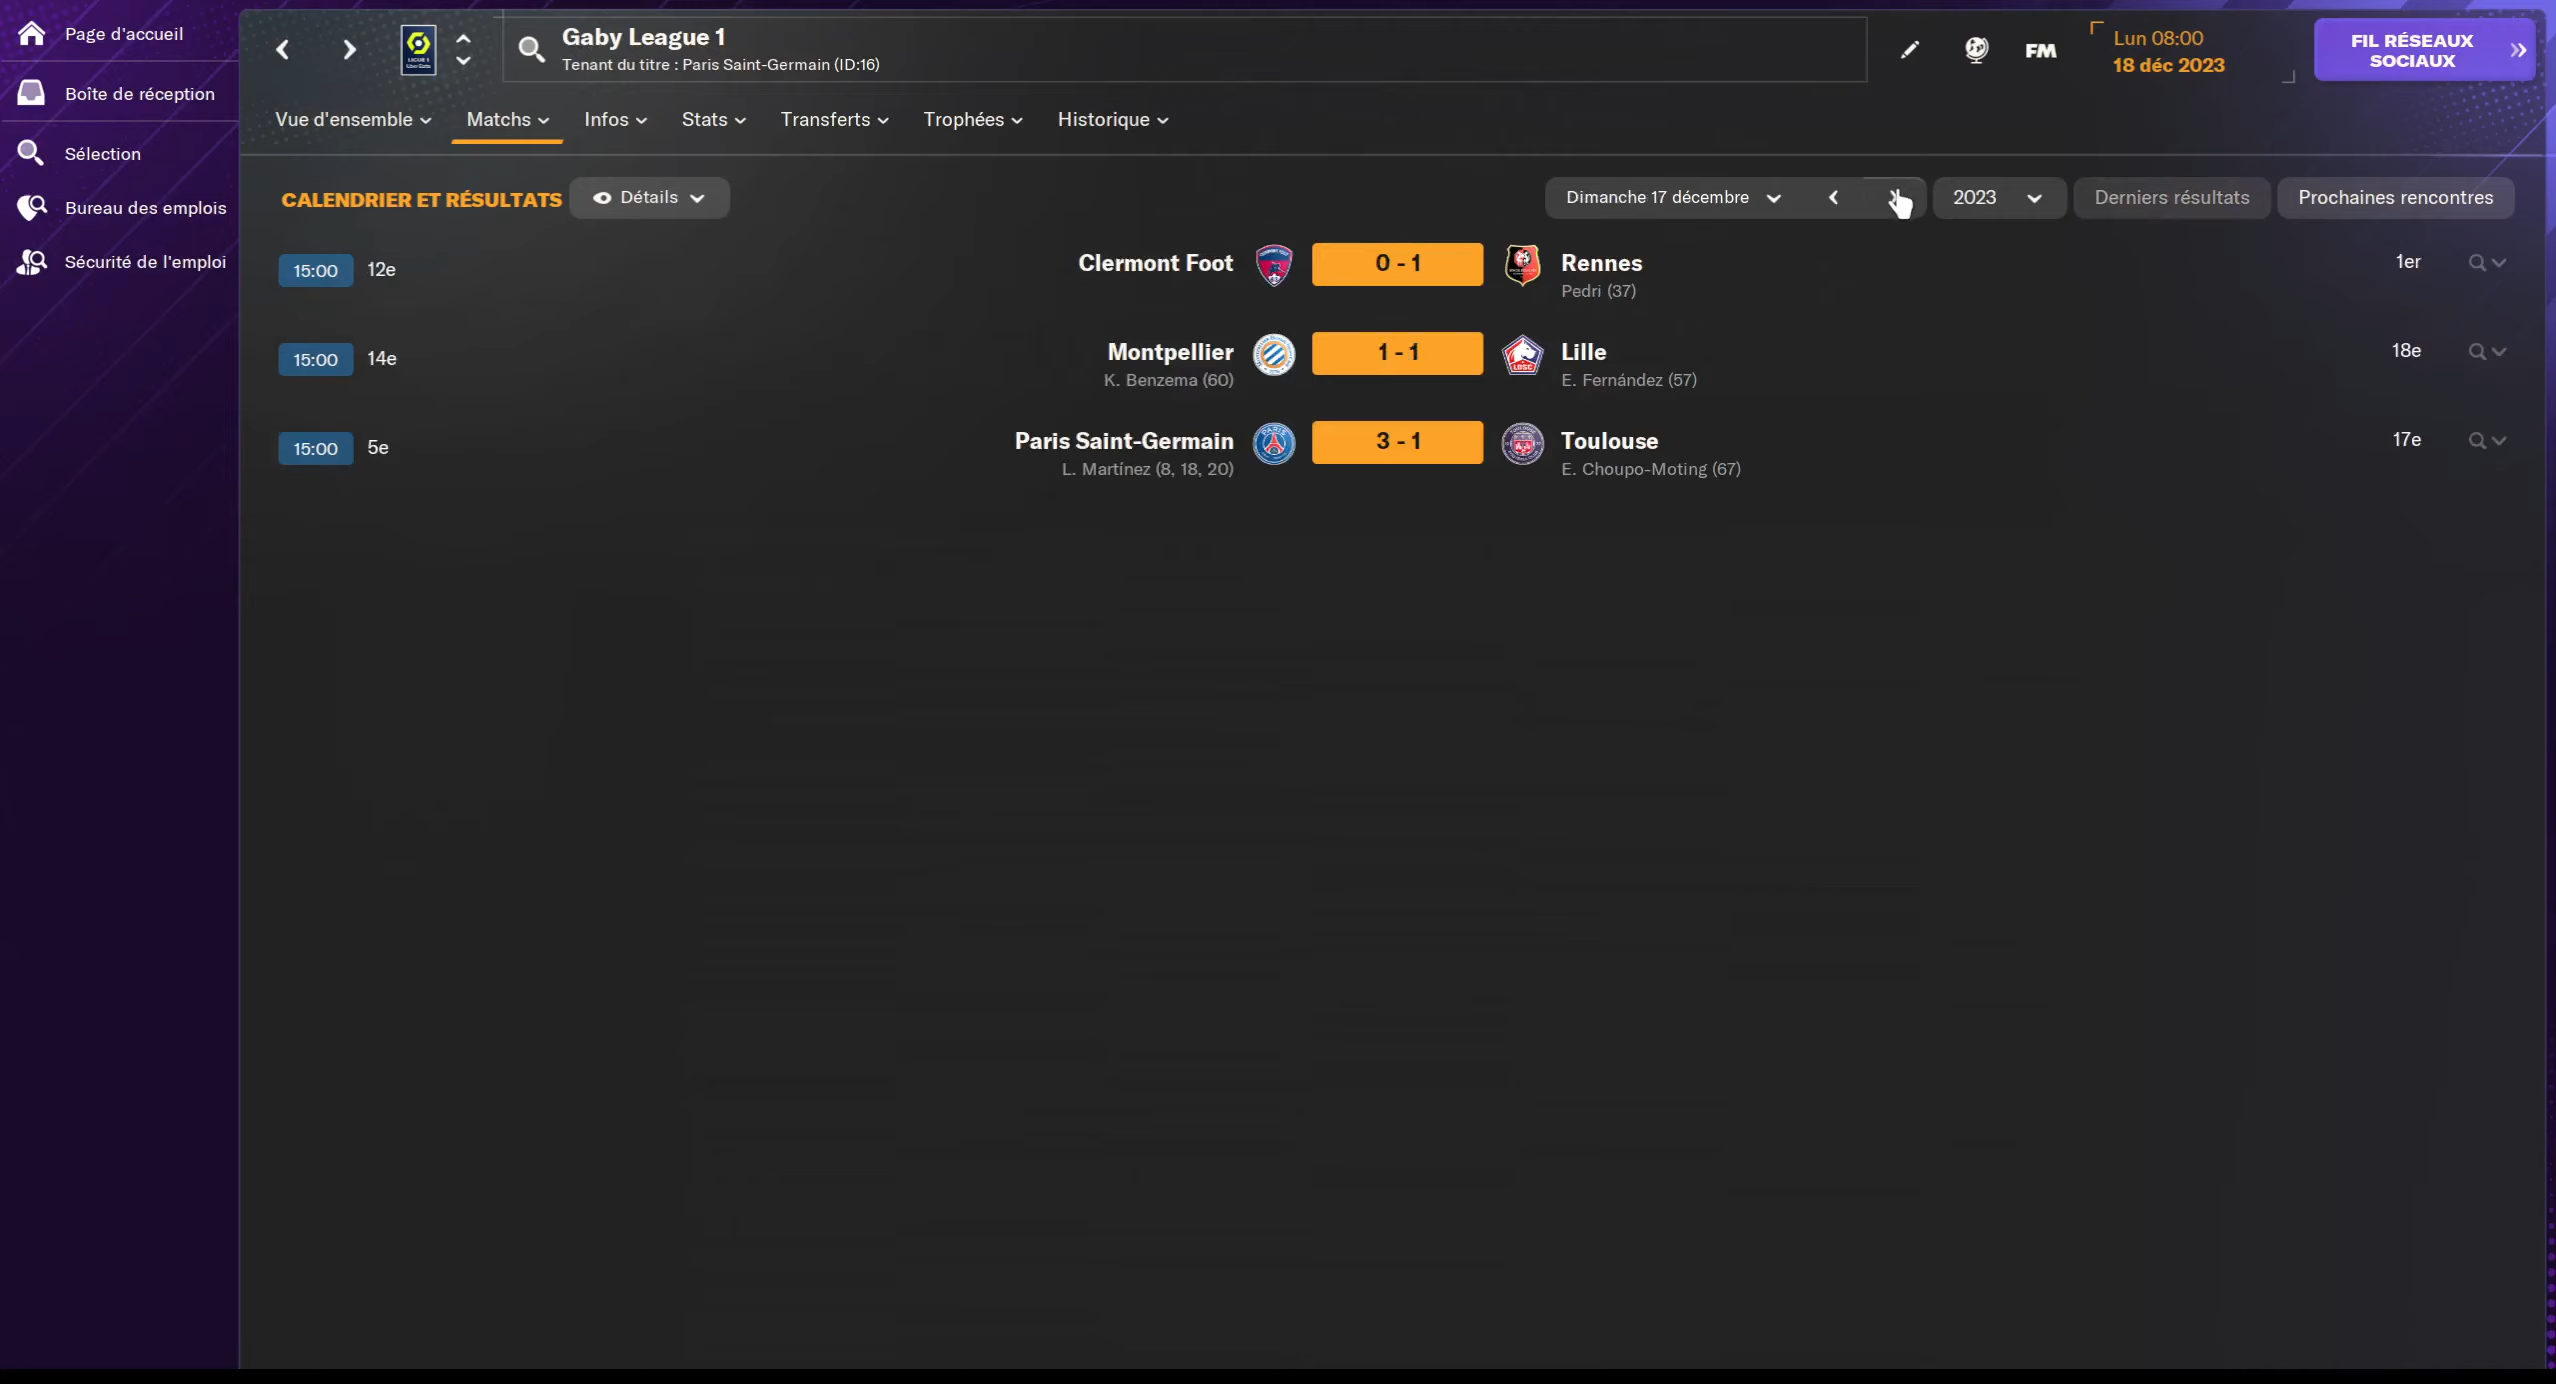 Page d'accueil
Boîte de réception
Sélection
Bureau des emplois
Sécurité de l'emploi
Gaby League 1
Tenant du titre : Paris Saint-Germain (ID:16)
FM
Lun 08:00
18 déc 2023
FIL RÉSEAUX
SOCIAUX
Vue d'ensemble Matchs Infos Stats Transferts Trophées Historique
CALENDRIER ET RÉSULTATS Détails Dimanche 17 décembre 2023 Derniers résultats Prochaines rencontres
15:00 12e Clermont Foot 0 - 1 Rennes 1er
Pedri (37)
15:00 14e Montpellier 1 - 1 Lille 18e
K. Benzema (60) E. Fernández (57)
15:00 5e Paris Saint-Germain 3 - 1 Toulouse 17e
L. Martínez (8, 18, 20) E. Choupo-Moting (67)